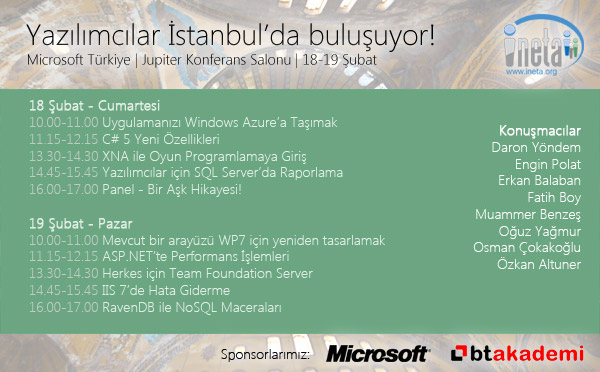 Yazılımcılar İstanbul'da buluşuyor!
Microsoft Türkiye | Jupiter Konferans Salonu | 18-19 Şubat
ineta
www.ineta.org
18 Şubat - Cumartesi
10.00-11.00 Uygulamanızı Windows Azure'a Taşımak
11.15-12.15 C# 5 Yeni Özellikleri
13.30-14.30 XNA ile Oyun Programlamaya Giriş
14.45-15.45 Yazılımcılar için SQL Server'da Raporlama
16.00-17.00 Panel - Bir Aşk Hikayesi!
19 Şubat - Pazar
10.00-11.00 Mevcut bir arayüzü WP7 için yeniden tasarlamak
11.15-12.15 ASP.NET'te Performans İşlemleri
13.30-14.30 Herkes için Team Foundation Server
14.45-15.45 IIS 7'de Hata Giderme
16.00-17.00 RavenDB ile NoSQL Maceraları
Konuşmacılar
Daron Yöndem
Engin Polat
Erkan Balaban
Fatih Boy
Muammer Benzeş
Oğuz Yağmur
Osman Çokakoğlu
Özkan Altuner
Sponsorlarımız: Microsoft btakademi